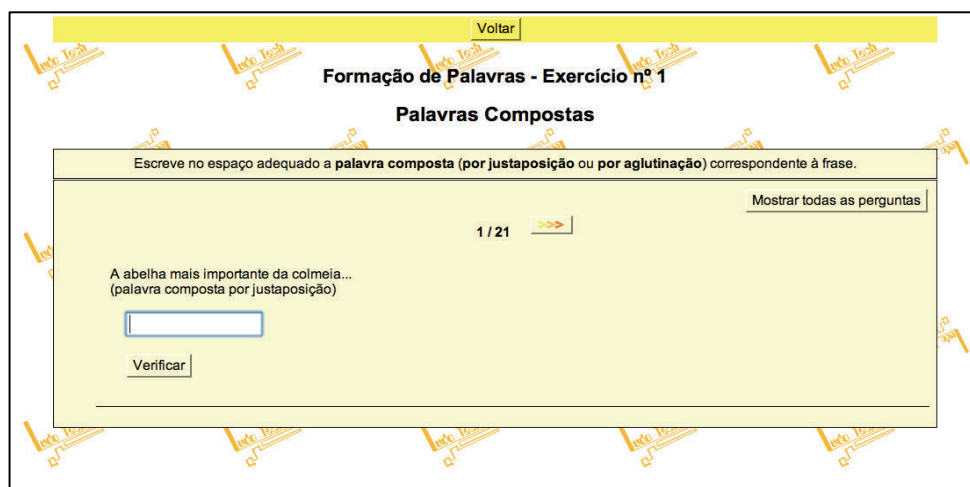 Voltar
Formação de Palavras - Exercício nº 1
Palavras Compostas
Escreve no espaço adequado a palavra composta (por justaposição ou por aglutinação) correspondente à frase.
Mostrar todas as perguntas
1 / 21 >>>
A abelha mais importante da colmeia...
(palavra composta por justaposição)
Verificar